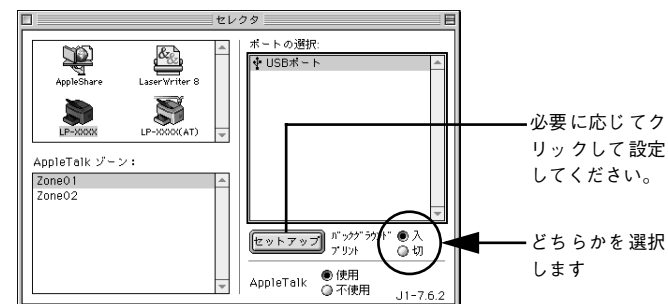 セレクタ
AppleShare
LaserWriter 8
LP-XXXX
LP-XXXX(AT)
AppleTalk ゾーン：
Zone01
Zone02
ポートの選択:
USBポート
セットアップ
バックグラウンド
プリント
入
切
AppleTalk
使用
不使用
J1-7.6.2
必要に応じてク
リックして設定
してください。
どちらかを選択
します